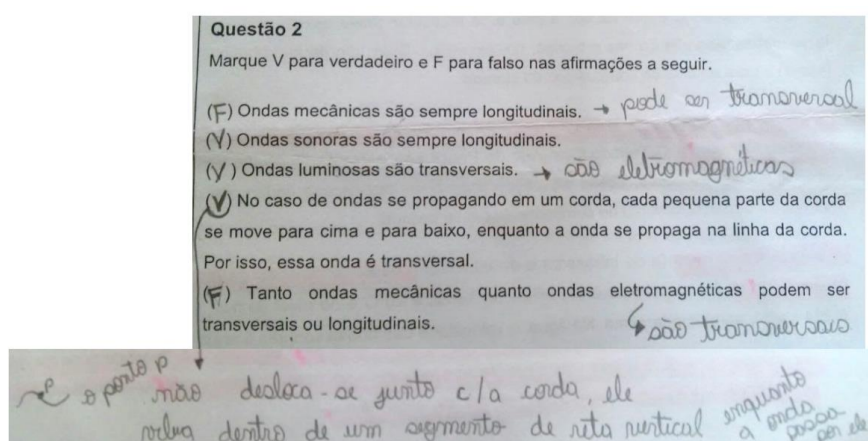 Questão 2
Marque V para verdadeiro e F para falso nas afirmações a seguir.
(F) Ondas mecânicas são sempre longitudinais. → pode ser transversal
(V) Ondas sonoras são sempre longitudinais.
(V) Ondas luminosas são transversais. → são eletromagnéticas
(V) No caso de ondas se propagando em um corda, cada pequena parte da corda
se move para cima e para baixo, enquanto a onda se propaga na linha da corda.
Por isso, essa onda é transversal.
(F) Tanto ondas mecânicas quanto ondas eletromagnéticas podem ser
transversais ou longitudinais. são transversais
P o ponto P não desloca-se junto c/ a corda, ele
dentro de um segmento de reta vertical enquanto
a onda passa